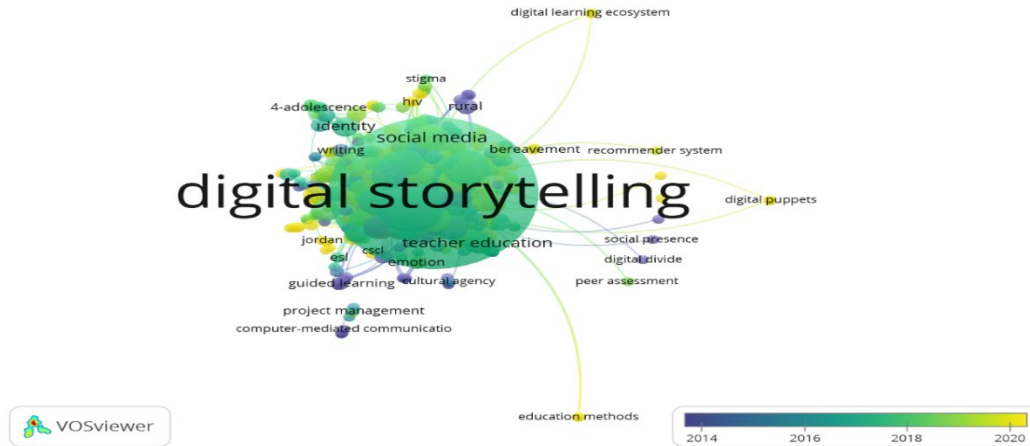 digital learning ecosystem
stigma
4-adolescence
hiv
rural
identity
social media
writing
bereavement
recommender system
digital storytelling
digital puppets
jordan
teacher education
social presence
cscl
esl
emotion
digital divide
guided learning
cultural agency
peer assessment
project management
computer-mediated communicatio
education methods
VOSviewer
2014
2016
2018
2020